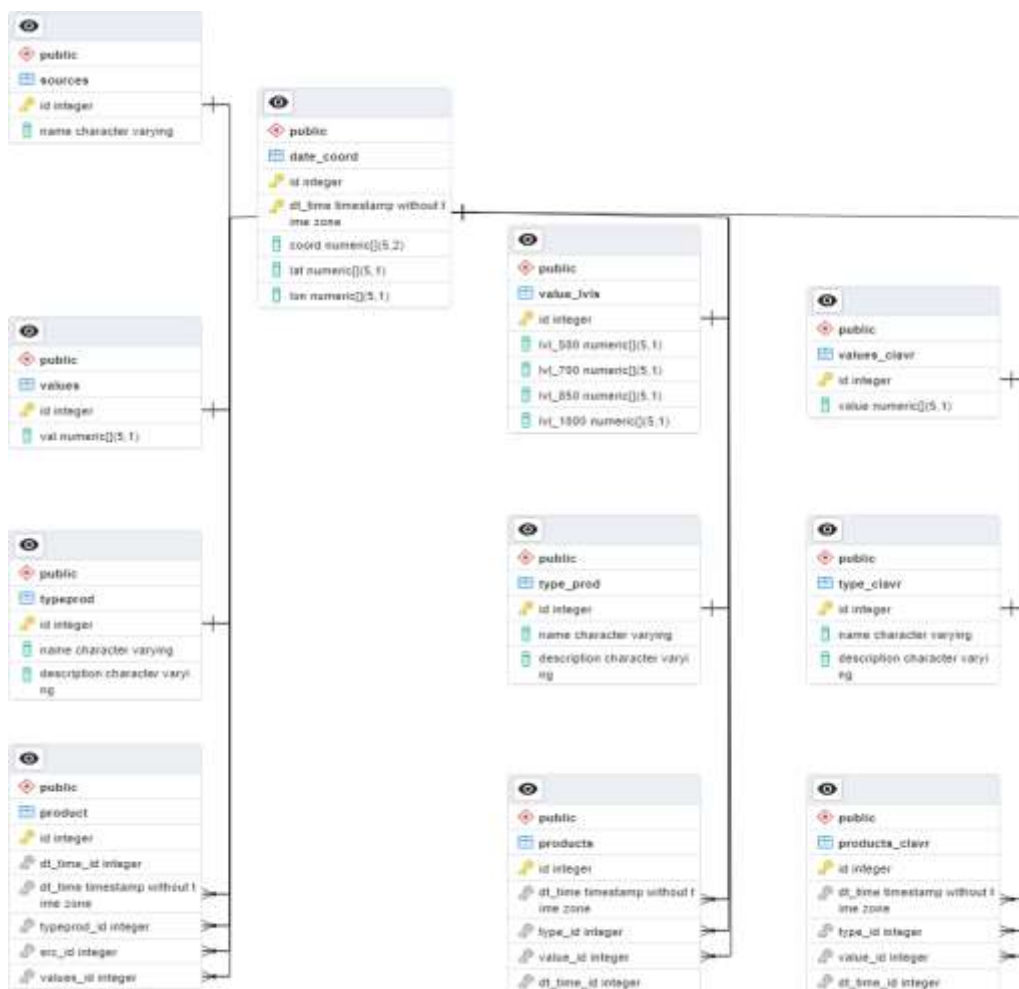 public
sources
id integer
name character varying
public
date_coord
id integer
dt_time timestamp without t
ime zone
coord numeric[](5,2)
lat numeric[](5,1)
lon numeric[](5,1)
public
values
id integer
val numeric[](5,1)
public
value_lvls
id integer
lvl_500 numeric[](5,1)
lvl_700 numeric[](5,1)
lvl_850 numeric[](5,1)
lvl_1000 numeric[](5,1)
public
values_clavr
id integer
value numeric[](5,1)
public
typeprod
id integer
name character varying
description character varyi
ng
public
type_prod
id integer
name character varying
description character varyi
ng
public
type_clavr
id integer
name character varying
description character varyi
ng
public
product
id integer
dt_time_id integer
dt_time timestamp without t
ime zone
typeprod_id integer
src_id integer
values_id integer
public
products
id integer
dt_time timestamp without t
ime zone
type_id integer
value_id integer
dt_time_id integer
public
products_clavr
id integer
dt_time timestamp without t
ime zone
type_id integer
value_id integer
dt_time_id integer